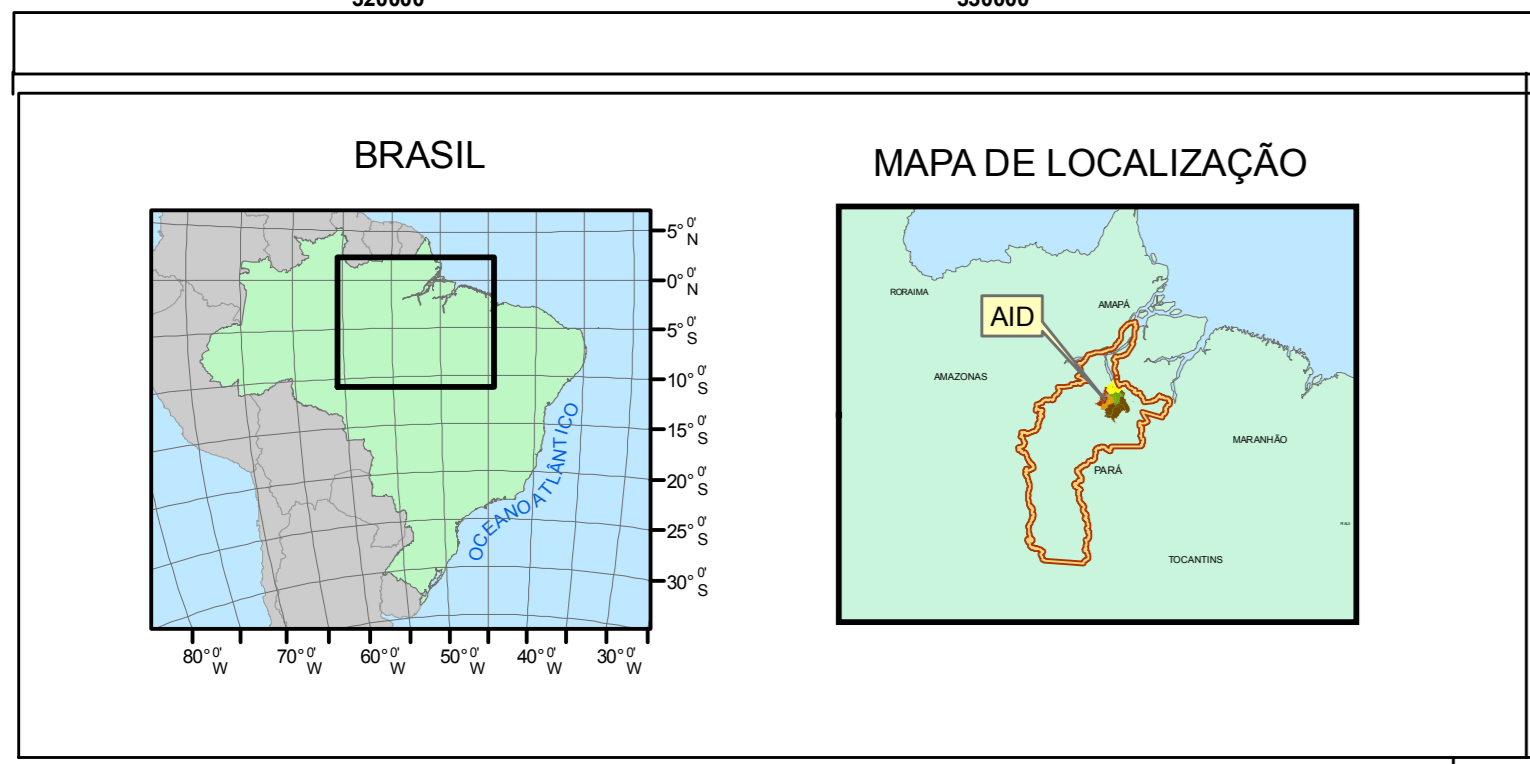 BRASIL
5° 0' N
0° 0' N
5° 0' S
10° 0' S
15° 0' S
20° 0' S
25° 0' S
30° 0' S
OCEANO ATLÂNTICO
80° 0' W
70° 0' W
60° 0' W
50° 0' W
40° 0' W
30° 0' W
MAPA DE LOCALIZAÇÃO
RORAIMA
AMAPÁ
AID
AMAZONAS
MARANHÃO
PARÁ
TOCANTINS